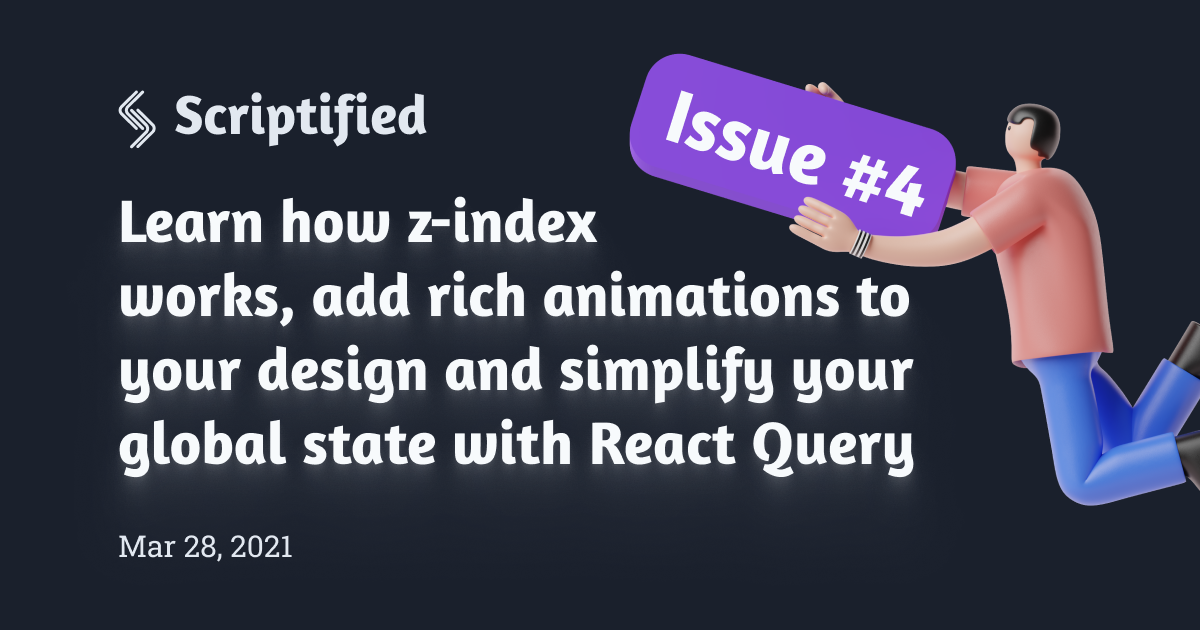 Scriptified
Issue #4
Learn how z-index
works, add rich animations to
your design and simplify your
global state with React Query
Mar 28, 2021